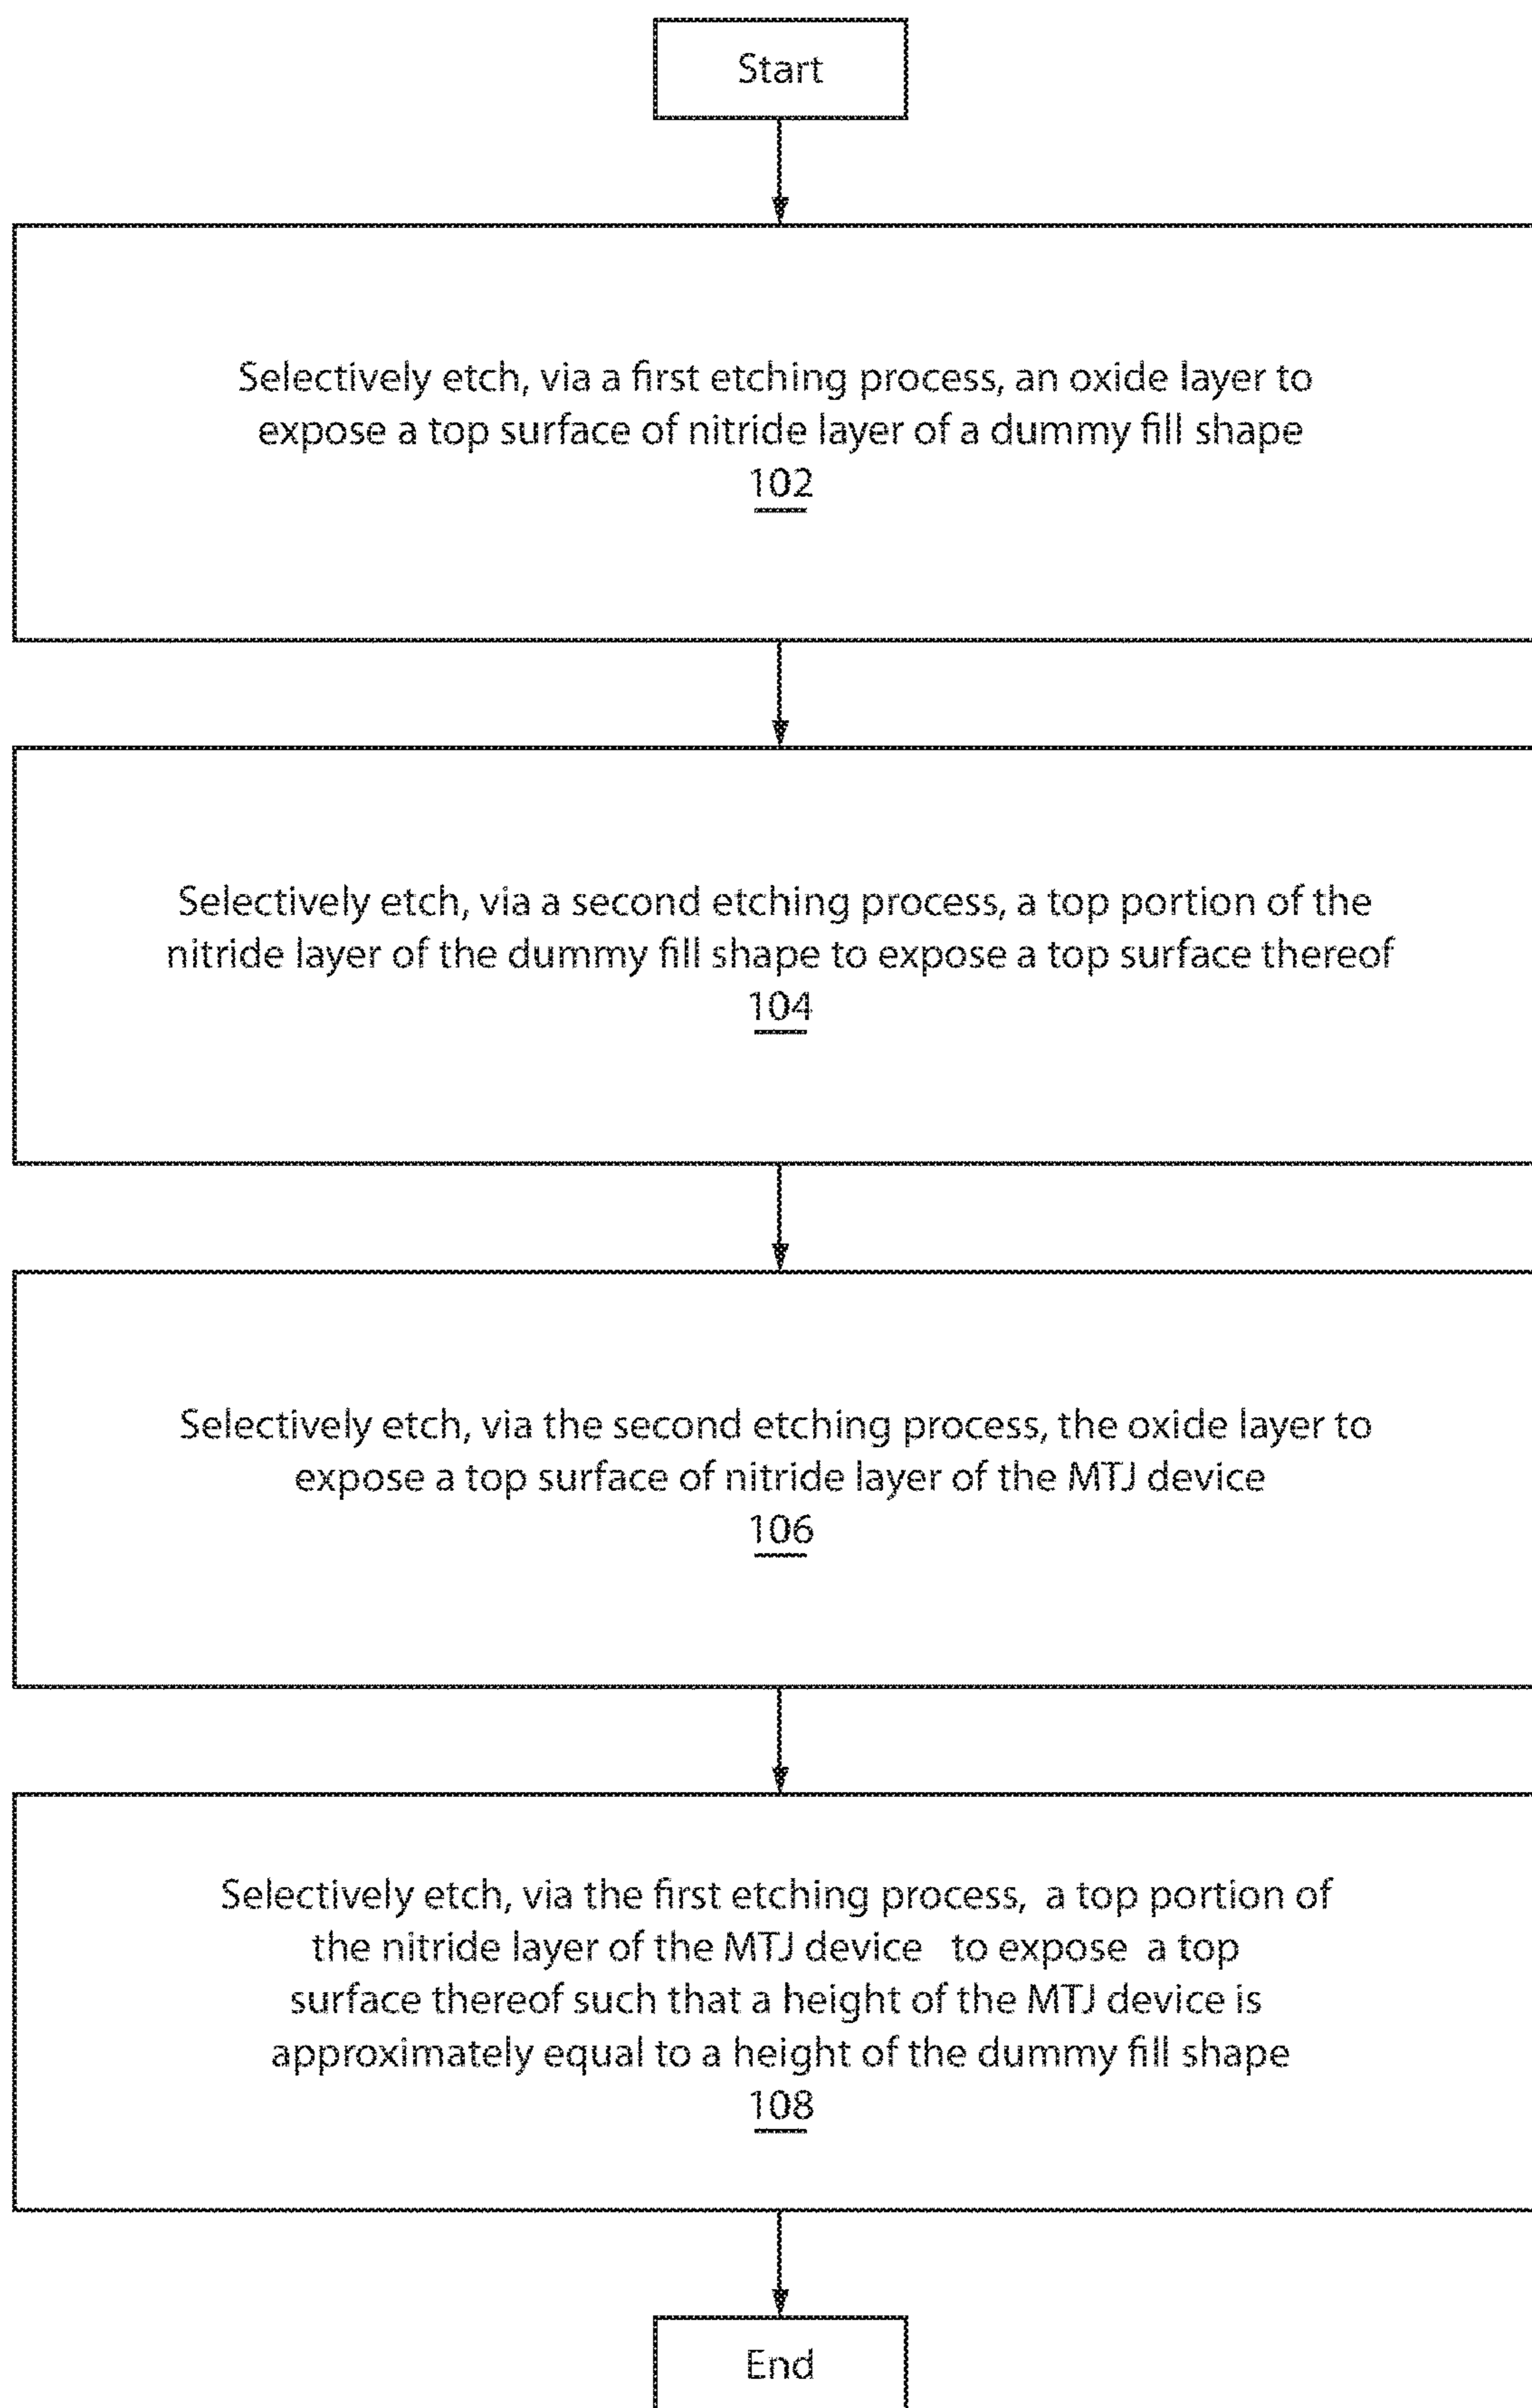 Start
Selectively etch, via a first etching process, an oxide layer to
expose a top surface of nitride layer of a dummy fill shape
102
Selectively etch, via a second etching process, a top portion of the
nitride layer of the dummy fill shape to expose a top surface thereof
104
Selectively etch, via the second etching process, the oxide layer to
expose a top surface of nitride layer of the MTJ device
106
Selectively etch, via the first etching process, a top portion of
the nitride layer of the MTJ device to expose a top
surface thereof such that a height of the MTJ device is
approximately equal to a height of the dummy fill shape
108
End